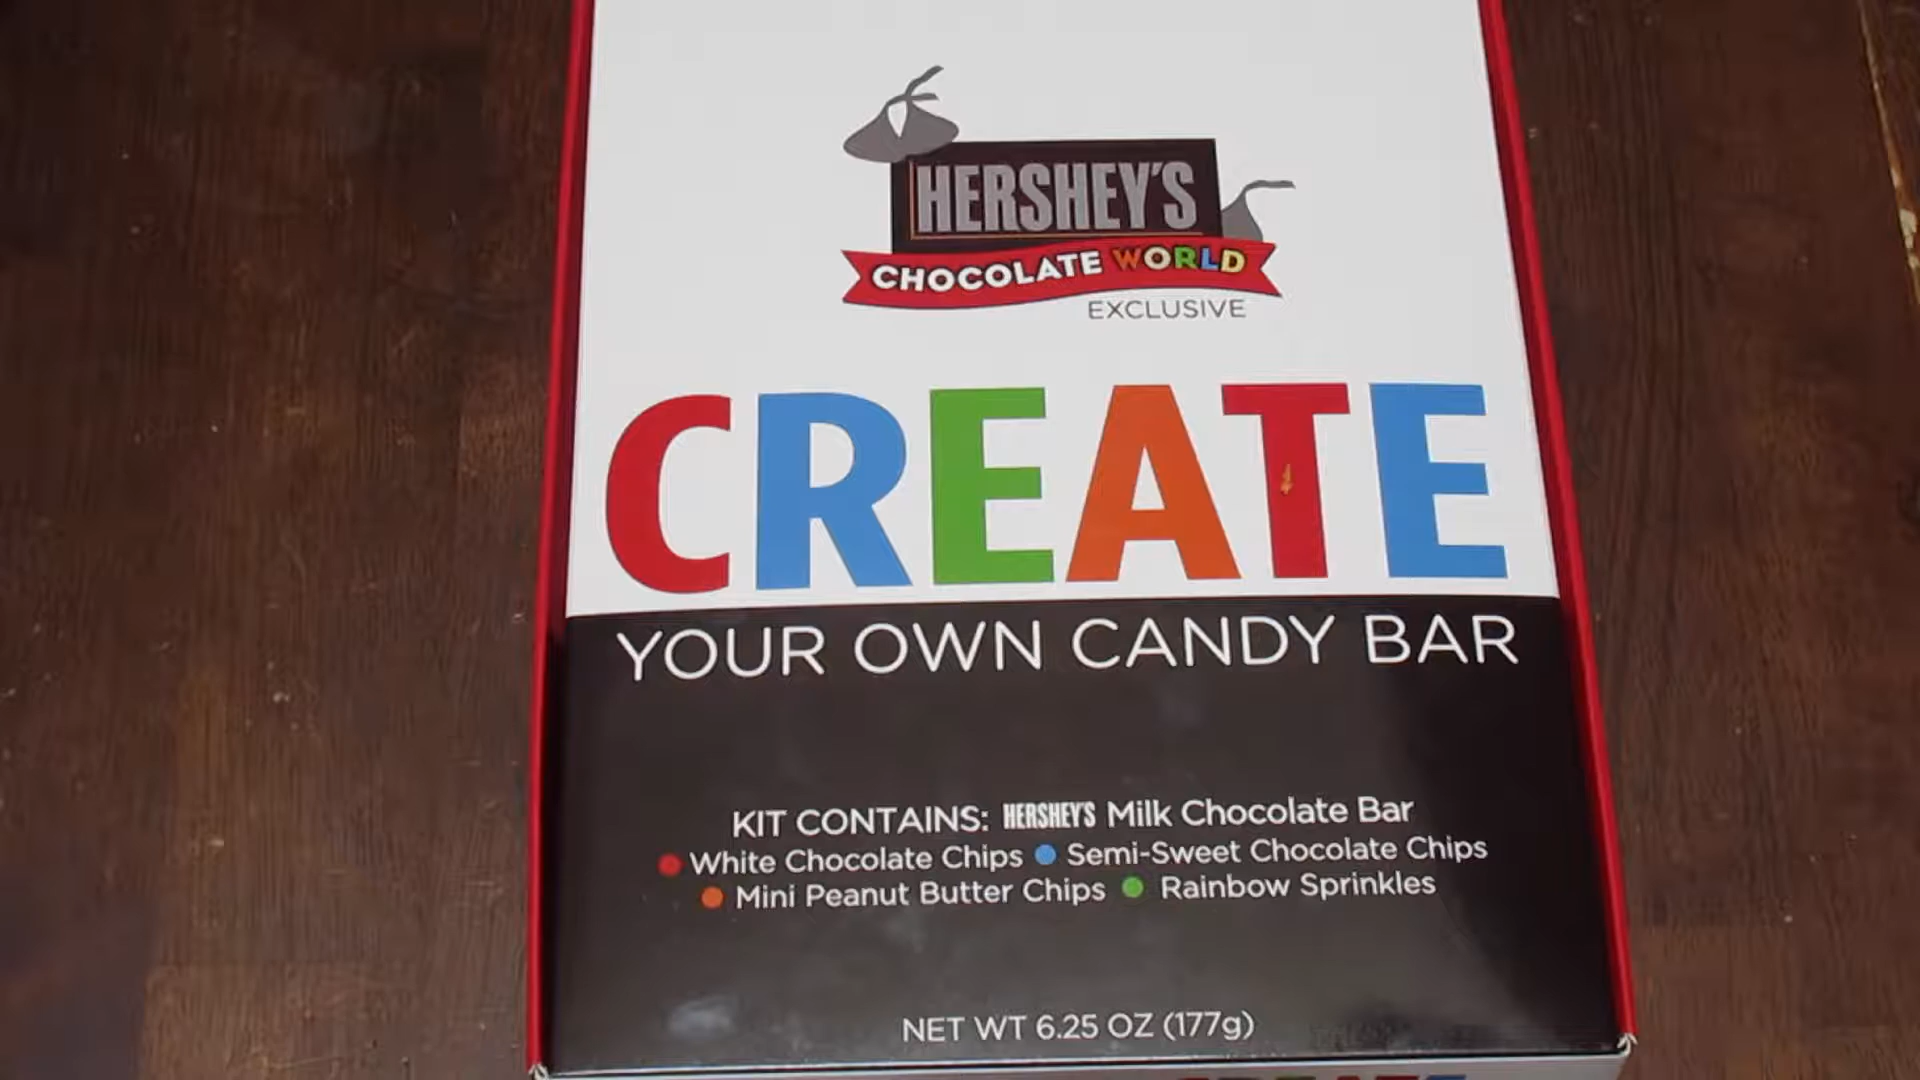 HERSHEY'S
CHOCOLATE WORLD
EXCLUSIVE
CREATE
YOUR OWN CANDY BAR
KIT CONTAINS: HERSHEY'S Milk Chocolate Bar
White Chocolate Chips Semi-Sweet Chocolate Chips
Mini Peanut Butter Chips Rainbow Sprinkles
NET WT 6.25 OZ (177g)